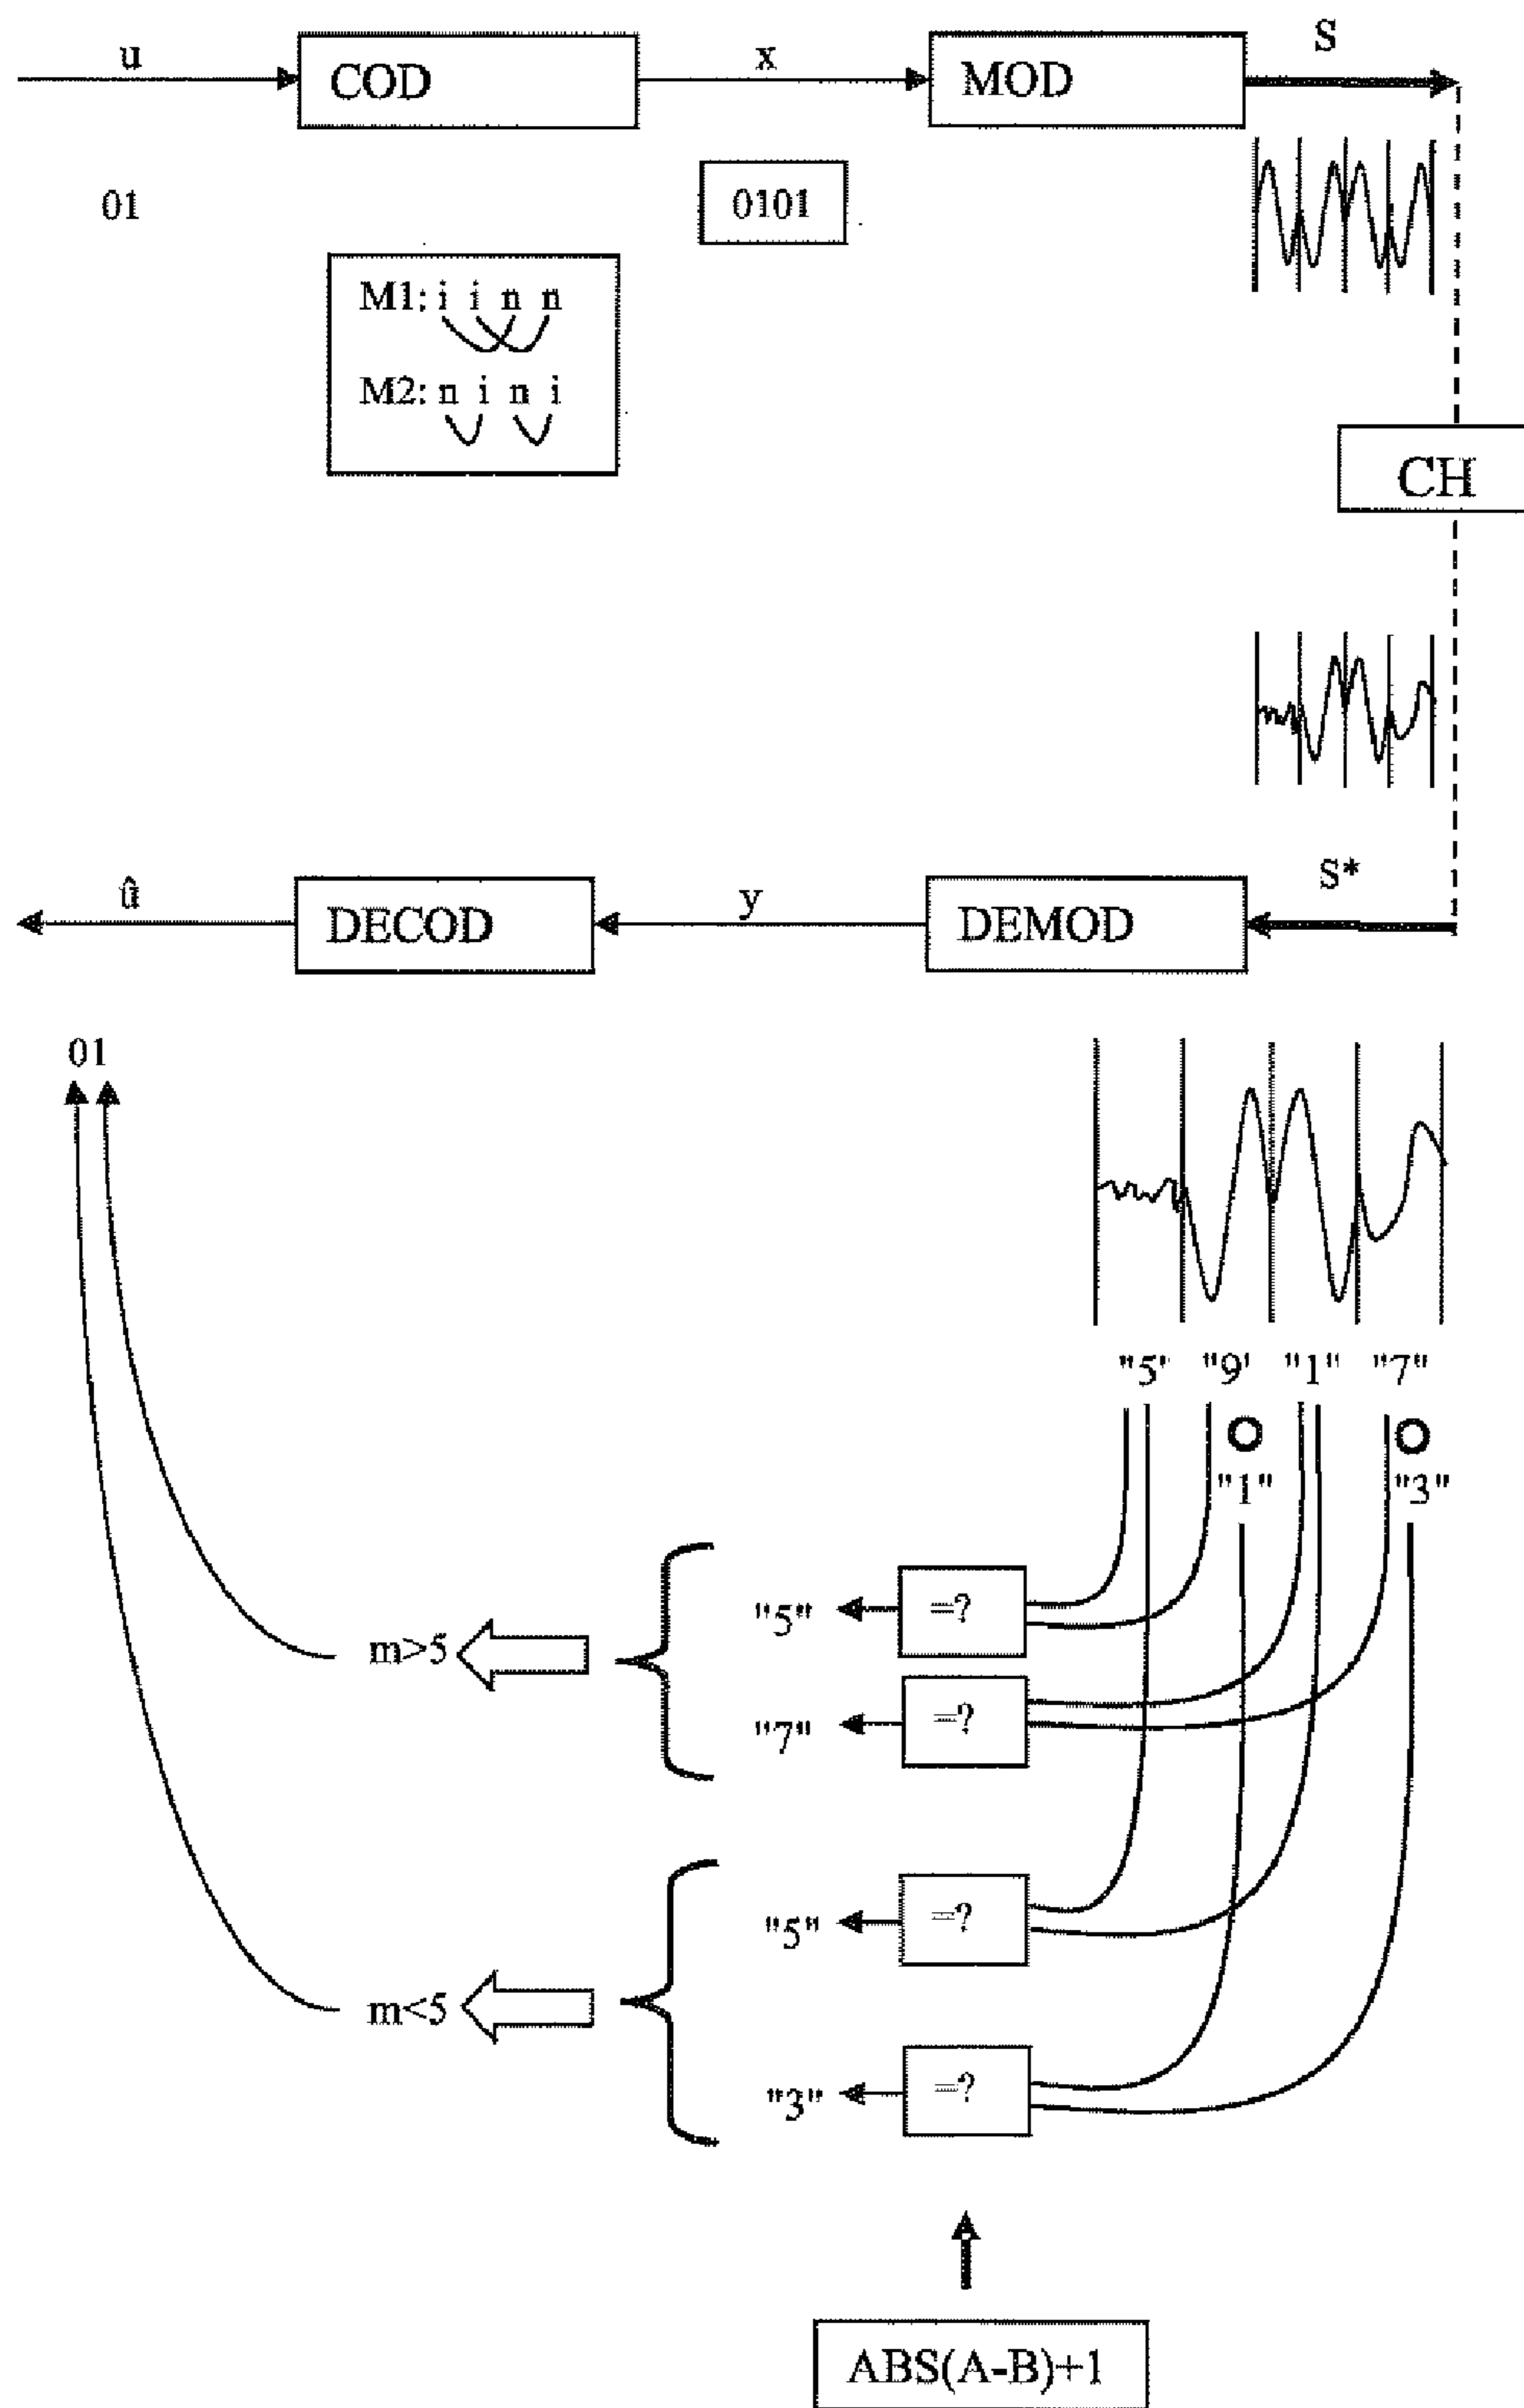 u COD x MOD S
01 0101
M1: i i n n
M2: n i n i
CH
û DECOD y DEMOD S*
01
"5' "9' "1" "7"
"1" "3"
"5" =?
m>5
"7" =?
"5" =?
m<5
"3" =?
ABS(A-B)+1